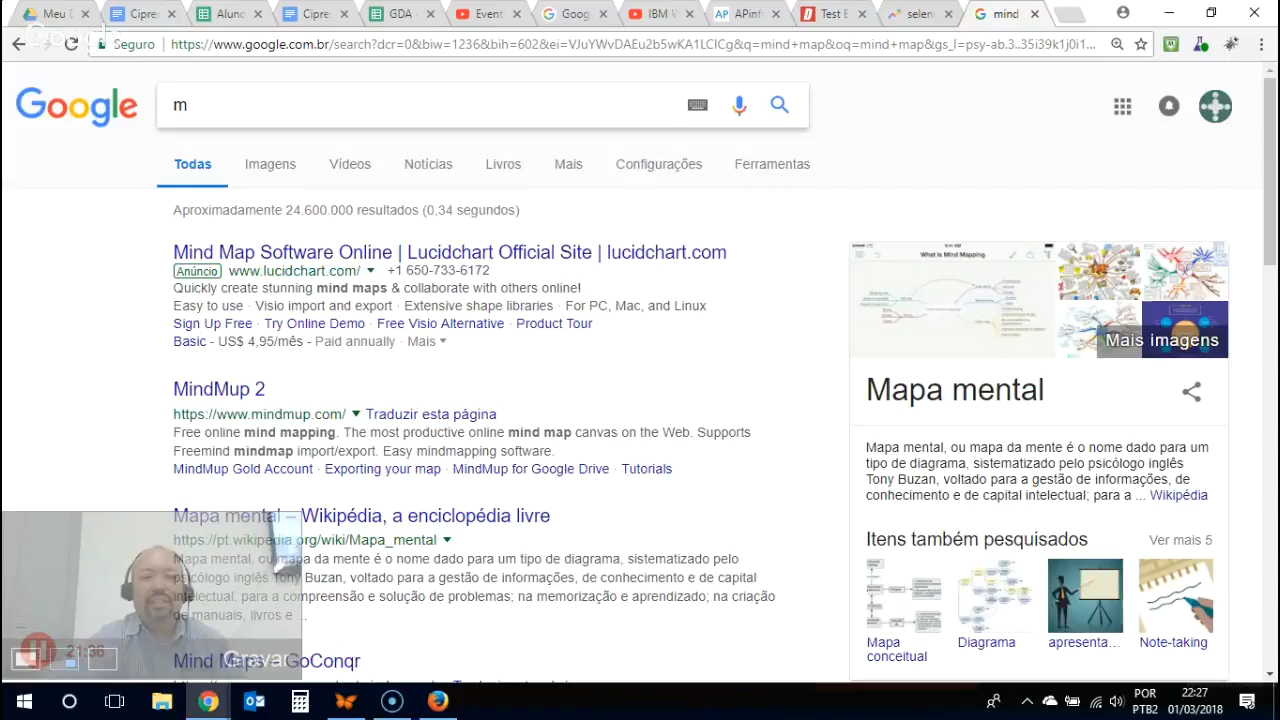 Meu D
Cipre
Aluno
Cipre
GDA -
Event
Googl
IBM W
aPinte
Test E
selen
mind
Seguro
https://www.google.com.br/search?dcr=0&biw=1236&bih=602&ei=VJuYWvDAEu2b5wKA1LCICg&q=mind+map&oq=mind+map&gs_l=psy-ab.3..35i39k1j0i1...
Google
m
Todas Imagens Vídeos Notícias Livros Mais Configurações Ferramentas
Aproximadamente 24.600.000 resultados (0,34 segundos)
Mind Map Software Online | Lucidchart Official Site | lucidchart.com
Anúncio www.lucidchart.com/ +1 650-733-6172
Quickly create stunning mind maps & collaborate with others online!
Easy to use · Visio import and export · Extensive shape libraries · For PC, Mac, and Linux
Sign Up Free · Try Online Demo · Free Visio Alternative · Product Tour
Basic - US$ 4,95/mês - Paid annually · Mais
MindMup 2
https://www.mindmup.com/ Traduzir esta página
Free online mind mapping. The most productive online mind map canvas on the Web. Supports
Freemind mindmap import/export. Easy mindmapping software.
MindMup Gold Account · Exporting your map · MindMup for Google Drive · Tutorials
Mapa mental – Wikipédia, a enciclopédia livre
https://pt.wikipedia.org/wiki/Mapa_mental
Mapa mental, ou mapa da mente é o nome dado para um tipo de diagrama, sistematizado pelo
psicólogo inglês Tony Buzan, voltado para a gestão de informações, de conhecimento e de capital
compreensão e solução de problemas; na memorização e aprendizado; na criação
de manuais, livros e ...
Mind Maps - GoConqr
21:36
What is Mind Mapping
Mais imagens
Mapa mental
Mapa mental, ou mapa da mente é o nome dado para um
tipo de diagrama, sistematizado pelo psicólogo inglês
Tony Buzan, voltado para a gestão de informações, de
conhecimento e de capital intelectual; para a ... Wikipédia
Itens também pesquisados Ver mais 5
Mapa conceitual
Diagrama
apresenta...
Note-taking
POR
PTB2
22:27
01/03/2018